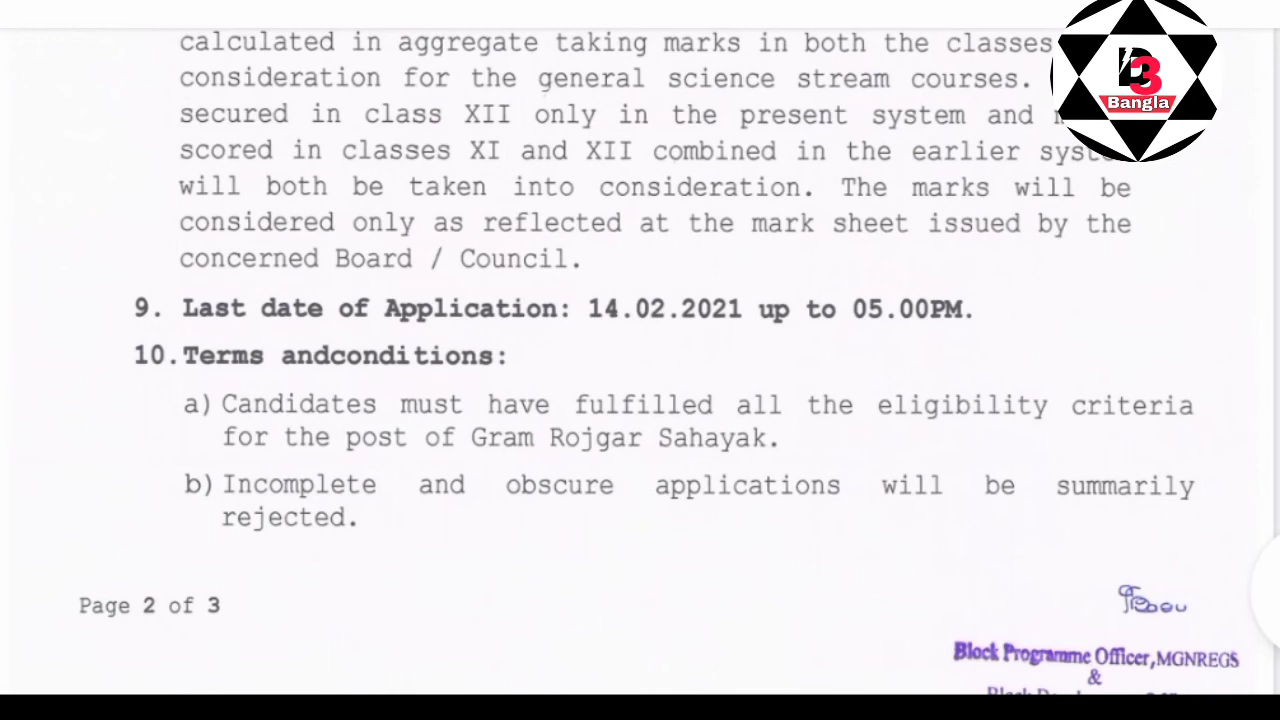 calculated in aggregate taking marks in both the classes
consideration for the general science stream courses.
secured in class XII only in the present system and
scored in classes XI and XII combined in the earlier system
will both be taken into consideration. The marks will be
considered only as reflected at the mark sheet issued by the
concerned Board / Council.
9. Last date of Application: 14.02.2021 up to 05.00PM.
10. Terms andconditions:
a) Candidates must have fulfilled all the eligibility criteria
for the post of Gram Rojgar Sahayak.
b) Incomplete and obscure applications will be summarily
rejected.
Page 2 of 3
Block Programme Officer, MGNREGS
&
B3
Bangla